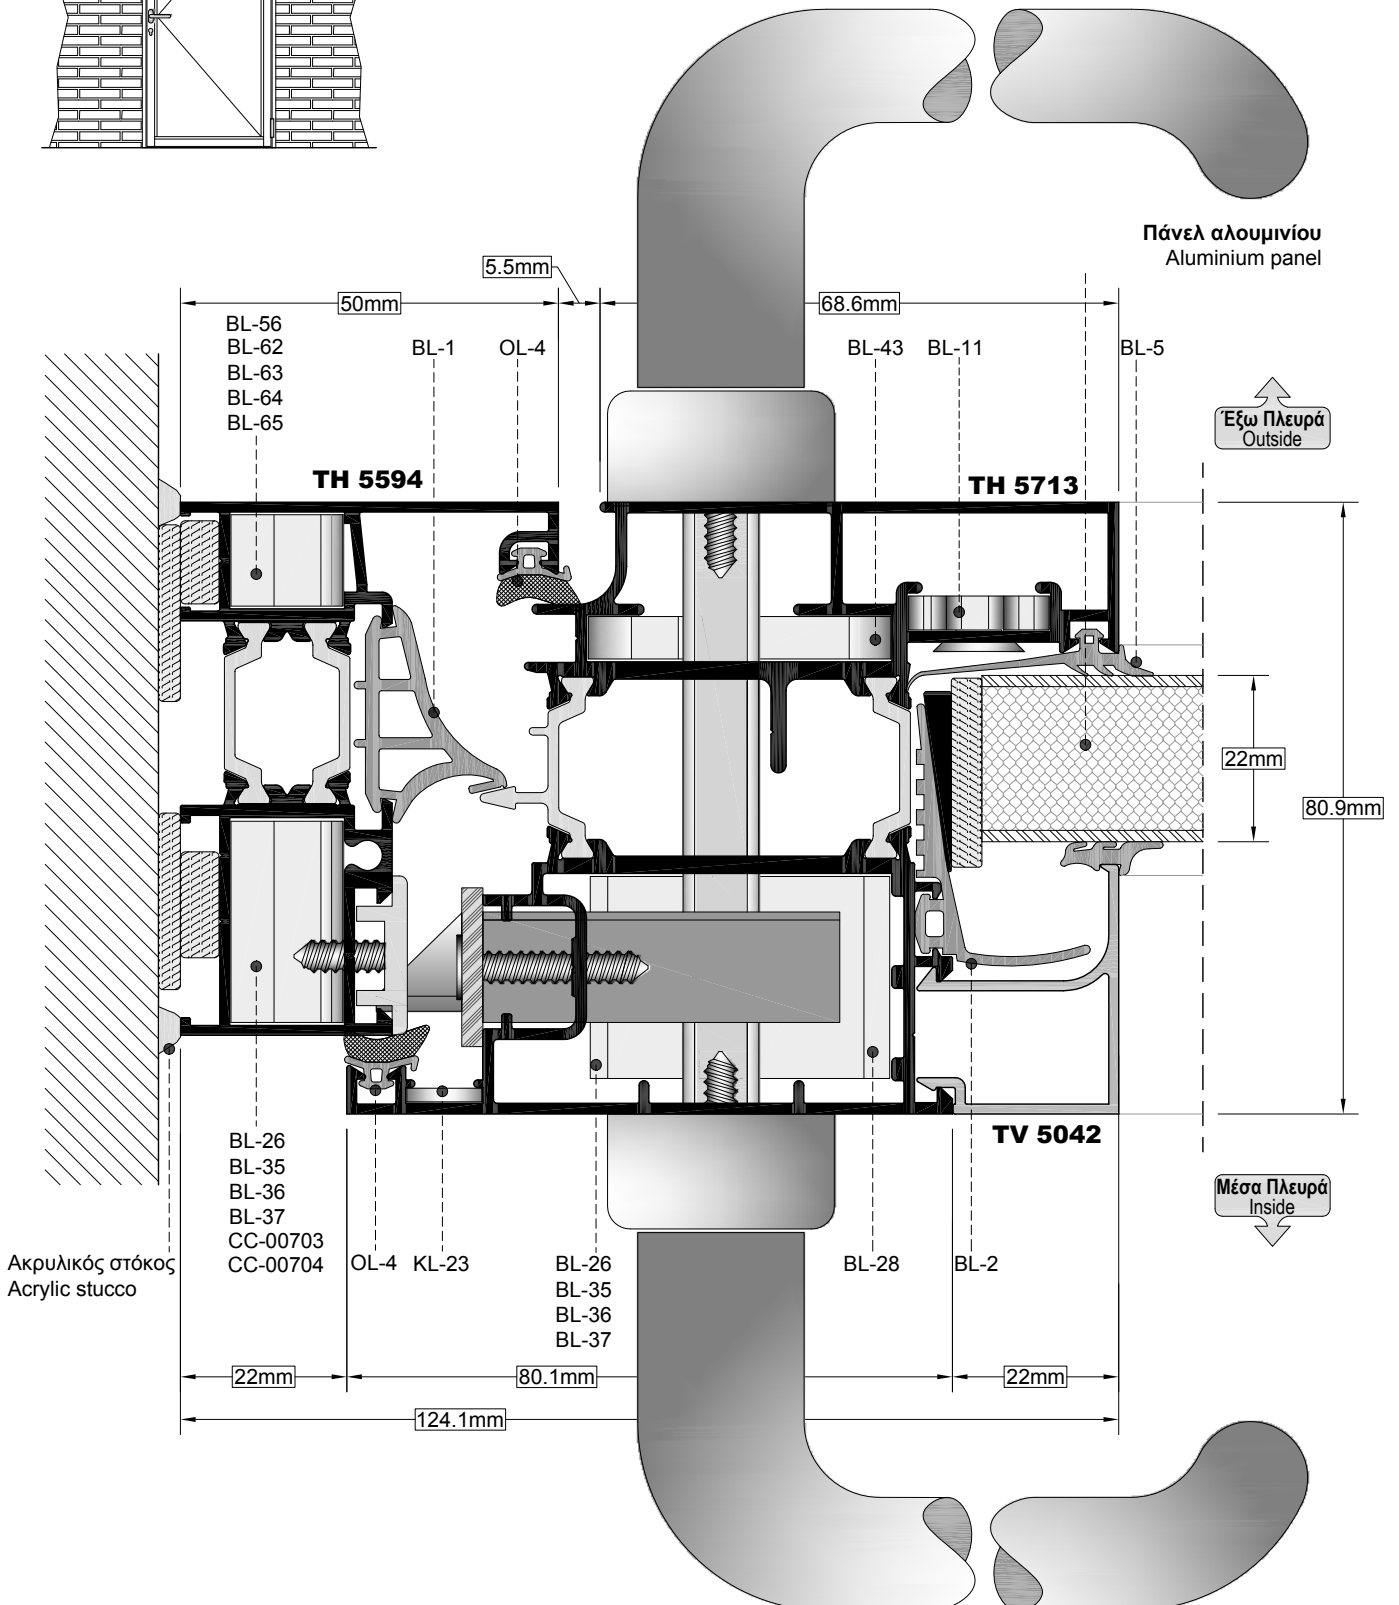 Πάνελ αλουμινίου
Aluminium panel
5.5mm
50mm
68.6mm
BL-56
BL-62
BL-63
BL-64
BL-65
BL-1
OL-4
BL-43
BL-11
BL-5
Έξω Πλευρά
Outside
TH 5594
TH 5713
22mm
80.9mm
TV 5042
Μέσα Πλευρά
Inside
BL-26
BL-35
BL-36
BL-37
CC-00703
CC-00704
Ακρυλικός στόκος
Acrylic stucco
OL-4
KL-23
BL-26
BL-35
BL-36
BL-37
BL-28
BL-2
22mm
80.1mm
22mm
124.1mm